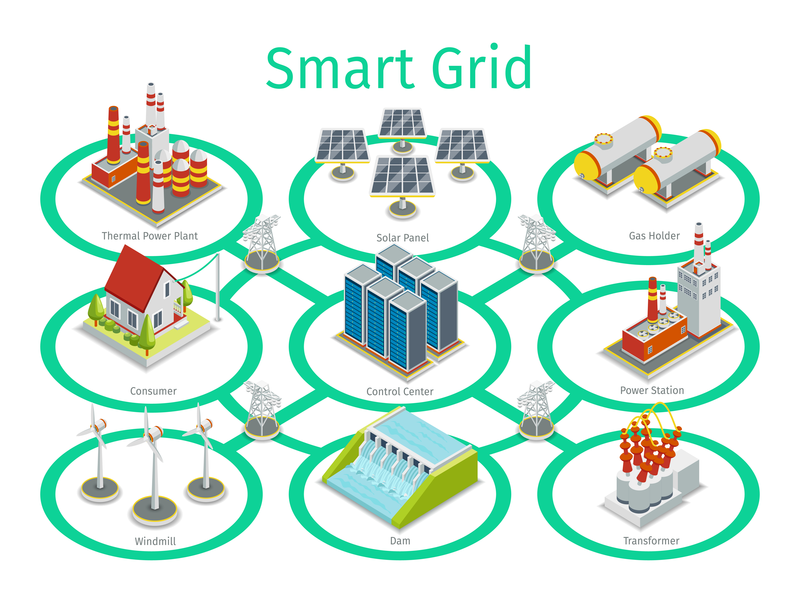 Smart Grid
Thermal Power Plant
Solar Panel
Gas Holder
Consumer
Control Center
Power Station
Windmill
Dam
Transformer